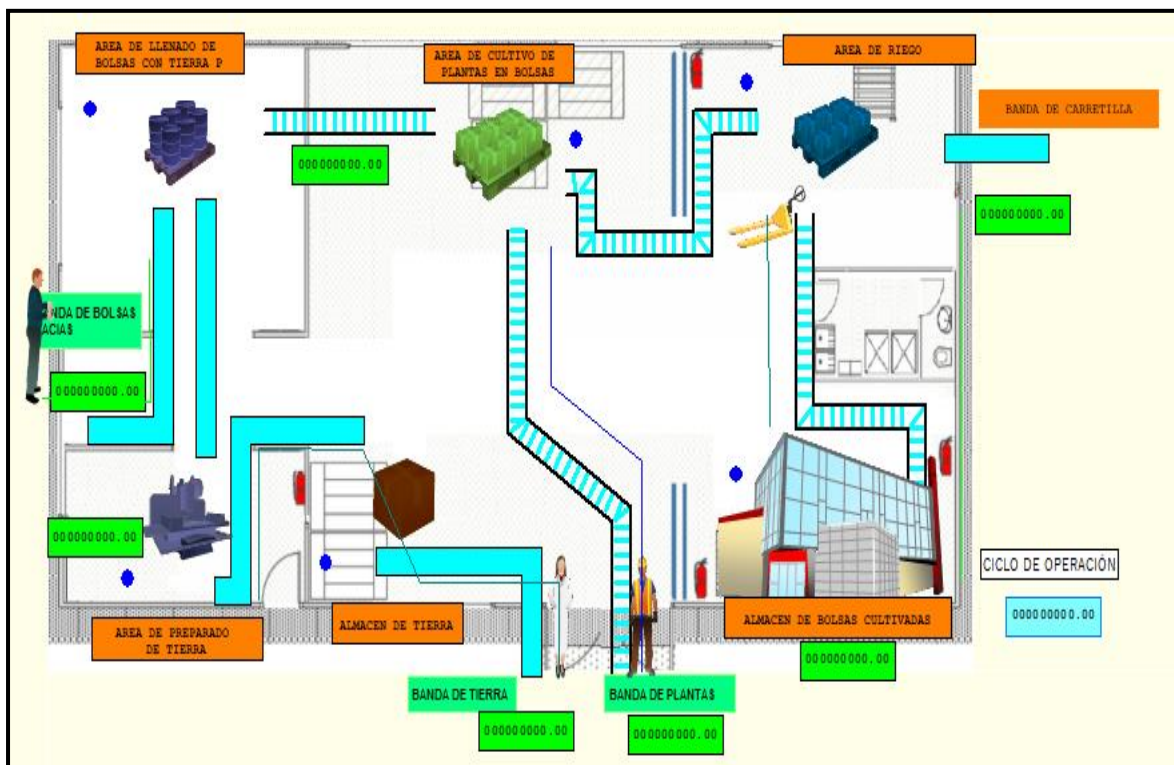 AREA DE LLENADO DE
BOLSAS CON TIERRA P
AREA DE CULTIVO DE
PLANTAS EN BOLSAS
AREA DE RIEGO
BANDA DE CARRETILLA
000000000.00
000000000.00
NDA DE BOLSAS
ACIAS
000000000.00
000000000.00
CICLO DE OPERACIÓN
000000000.00
AREA DE PREPARADO
DE TIERRA
ALMACEN DE TIERRA
ALMACEN DE BOLSAS CULTIVADAS
000000000.00
BANDA DE TIERRA
BANDA DE PLANTAS
000000000.00
000000000.00